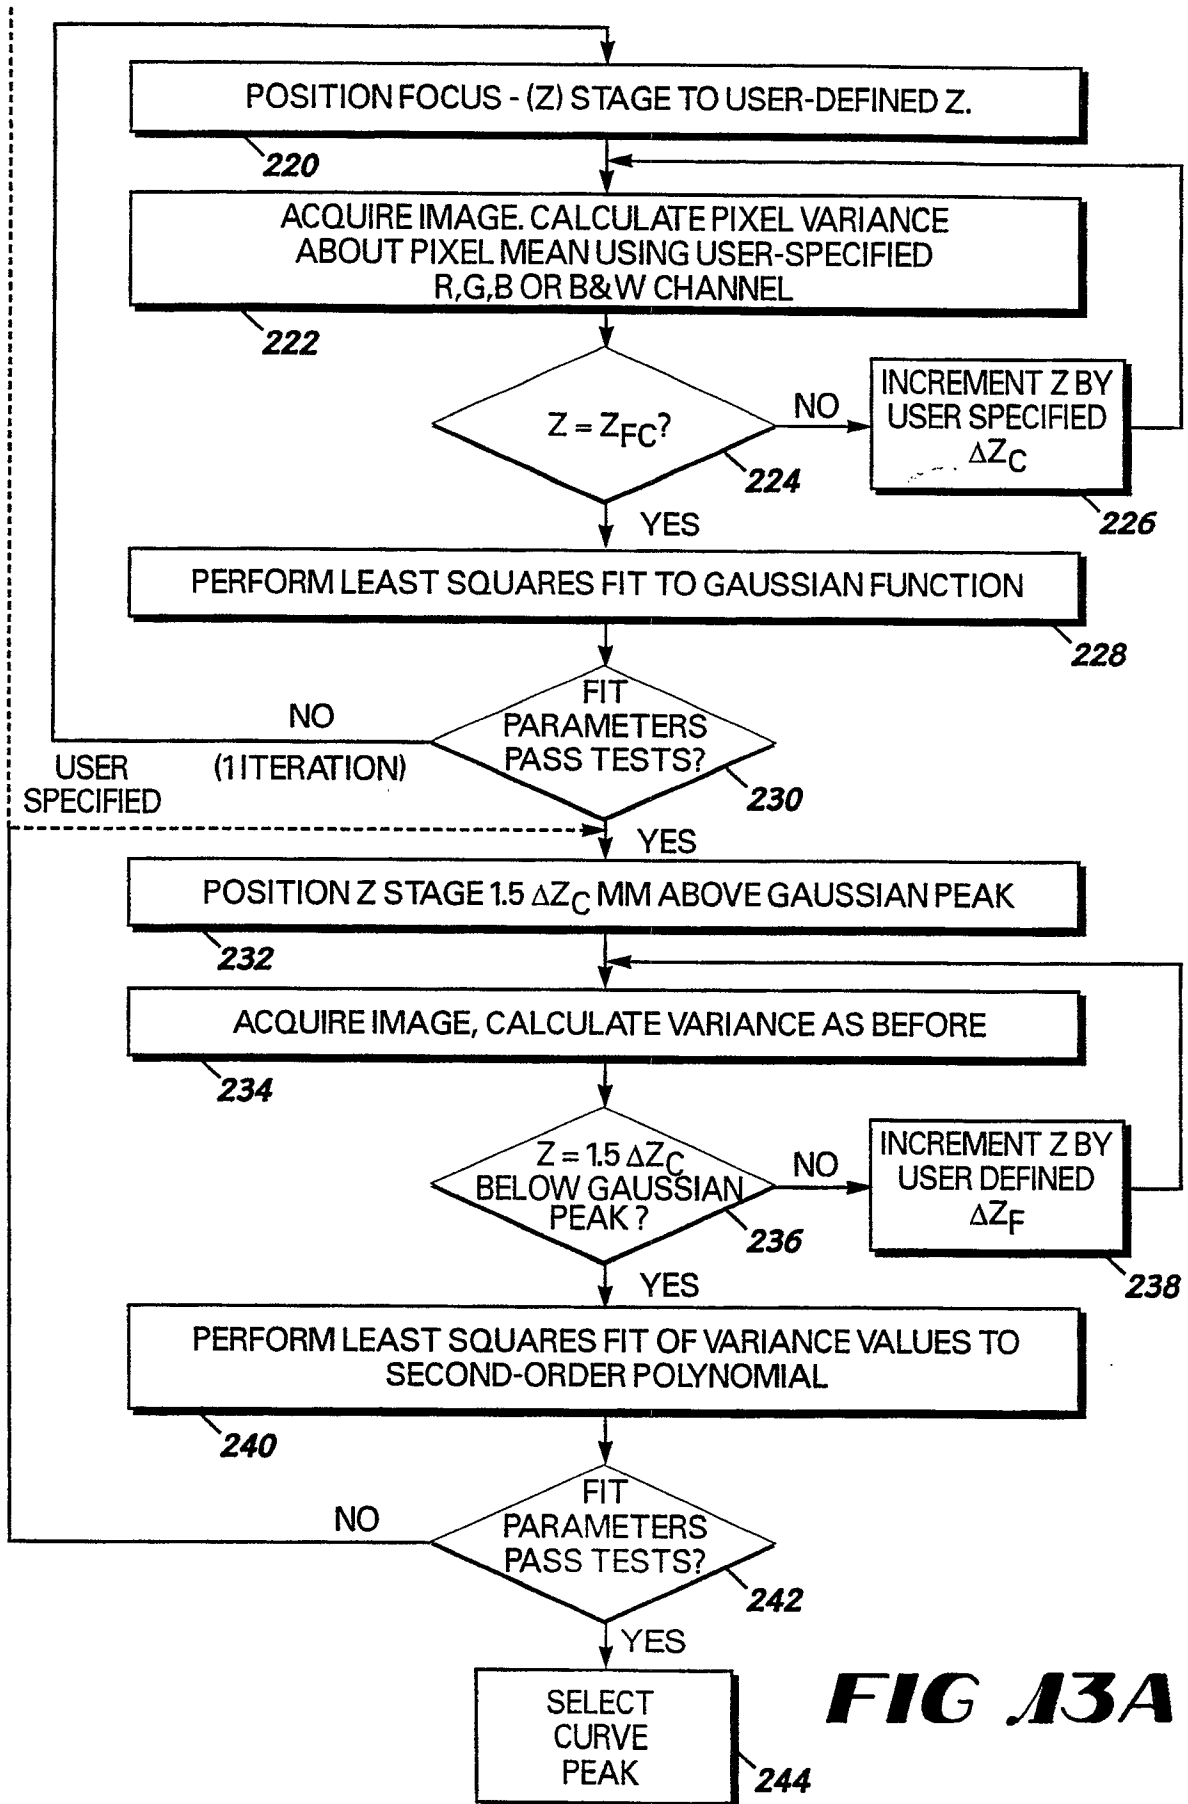 POSITION FOCUS - (Z) STAGE TO USER-DEFINED Z.
220
ACQUIRE IMAGE. CALCULATE PIXEL VARIANCE
ABOUT PIXEL MEAN USING USER-SPECIFIED
R,G,B OR B&W CHANNEL
222
Z = ZFC?
224
NO
INCREMENT Z BY
USER SPECIFIED
ΔZC
226
YES
PERFORM LEAST SQUARES FIT TO GAUSSIAN FUNCTION
228
FIT
PARAMETERS
PASS TESTS?
230
NO
(1 ITERATION)
USER
SPECIFIED
YES
POSITION Z STAGE 1.5 ΔZC MM ABOVE GAUSSIAN PEAK
232
ACQUIRE IMAGE, CALCULATE VARIANCE AS BEFORE
234
Z = 1.5 ΔZC
BELOW GAUSSIAN
PEAK?
236
NO
INCREMENT Z BY
USER DEFINED
ΔZF
238
YES
PERFORM LEAST SQUARES FIT OF VARIANCE VALUES TO
SECOND-ORDER POLYNOMIAL
240
FIT
PARAMETERS
PASS TESTS?
242
NO
YES
SELECT
CURVE
PEAK
244
FIG 13A